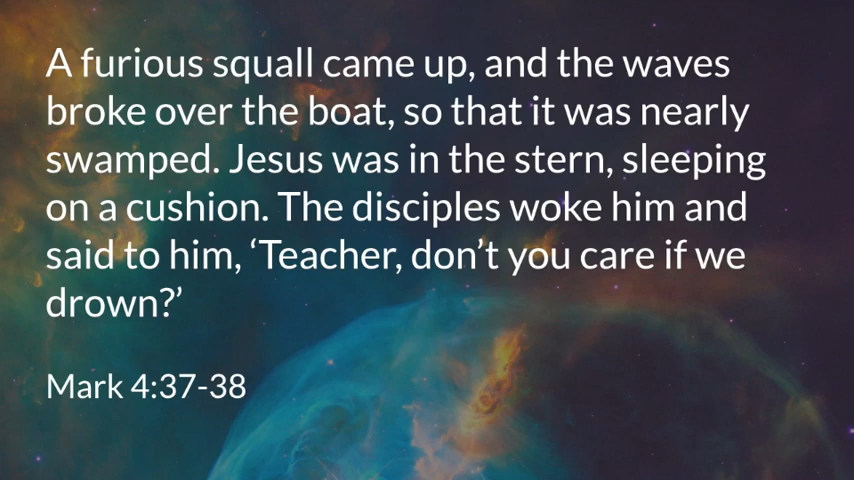 A furious squall came up, and the waves
broke over the boat, so that it was nearly
swamped. Jesus was in the stern, sleeping
on a cushion. The disciples woke him and
said to him, ‘Teacher, don’t you care if we
drown?’
Mark 4:37-38